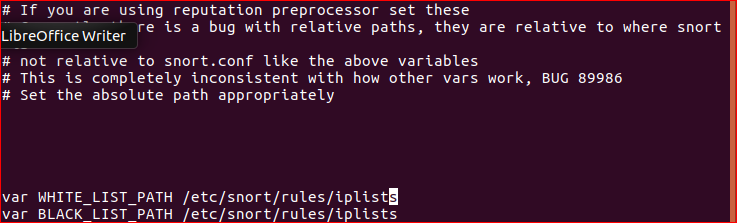 # If you are using reputation preprocessor set these
LibreOffice Writer
re is a bug with relative paths, they are relative to where snort
# not relative to snort.conf like the above variables
# This is completely inconsistent with how other vars work, BUG 89986
# Set the absolute path appropriately
var WHITE_LIST_PATH /etc/snort/rules/iplists
var BLACK_LIST_PATH /etc/snort/rules/iplists